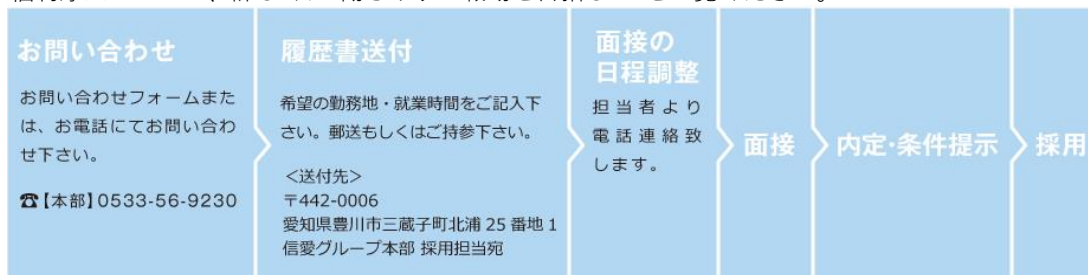 お問い合わせ
お問い合わせフォームまた
は、お電話にてお問い合わ
せ下さい。
☎【本部】0533-56-9230
履歴書送付
希望の勤務地・就業時間をご記入下
さい。郵送もしくはご持参下さい。
＜送付先＞
〒442-0006
愛知県豊川市三蔵子町北浦 25 番地 1
信愛グループ本部 採用担当宛
面接の
日程調整
担当者より
電話連絡致
します。
面接
内定・条件提示
採用